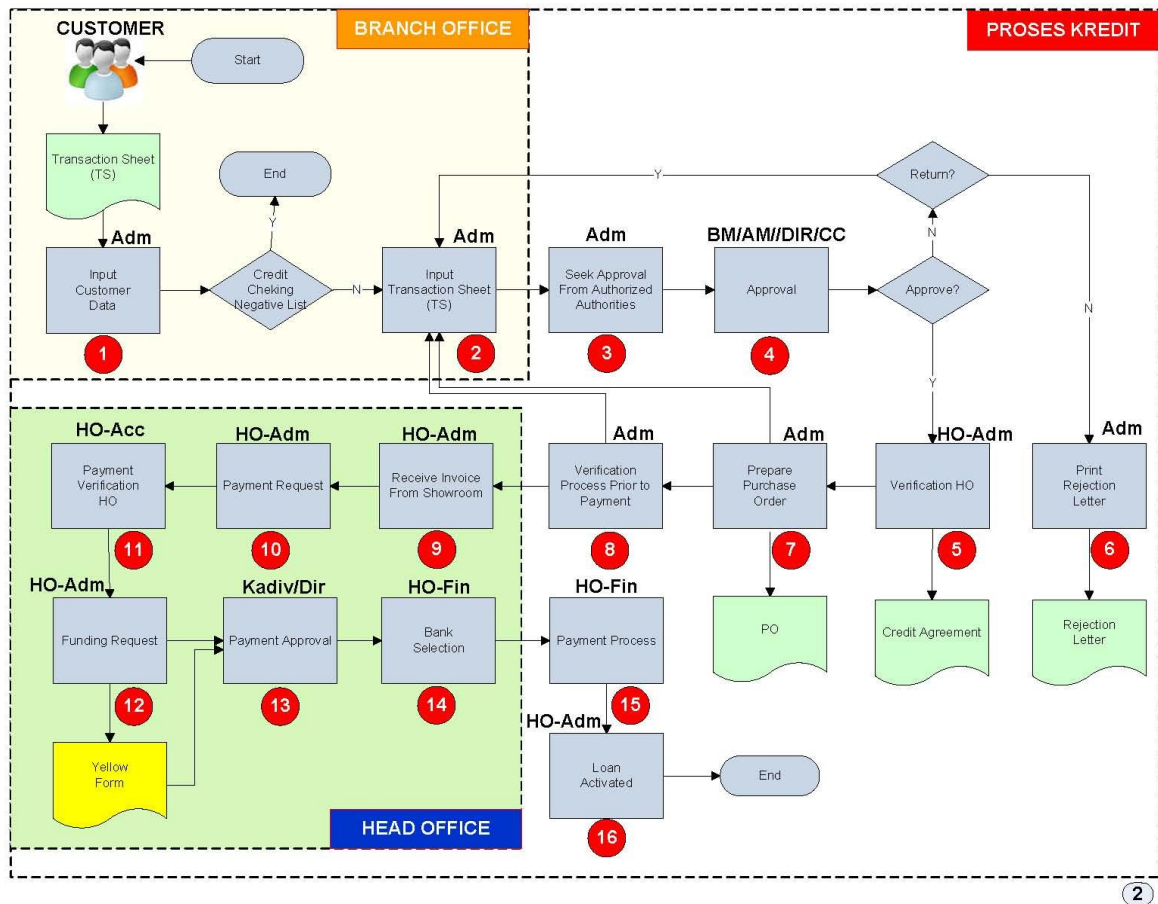 CUSTOMER
BRANCH OFFICE
PROSES KREDIT
Start
Transaction Sheet
(TS)
End
Y
Return?
Y
N
Adm
Input
Customer
Data
1
Credit
Cheking
Negative List
N
Adm
Input
Transaction Sheet
(TS)
2
Adm
Seek Approval
From Authorized
Authorities
3
BM/AM//DIR/CC
Approval
4
Approve?
Y
N
HO-Acc
Payment
Verification
HO
11
HO-Adm
Payment Request
10
HO-Adm
Receive Invoice
From Showroom
9
Adm
Verification
Process Prior to
Payment
8
Adm
Prepare
Purchase
Order
7
HO-Adm
Verification HO
5
Adm
Print
Rejection
Letter
6
HO-Adm
Funding Request
12
Kadiv/Dir
Payment Approval
13
HO-Fin
Bank
Selection
14
HO-Fin
Payment Process
15
PO
Credit Agreement
Rejection
Letter
Yellow
Form
HO-Adm
Loan
Activated
16
End
HEAD OFFICE
2